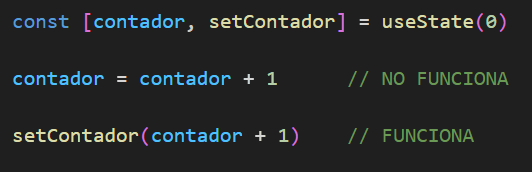 const [contador, setContador] = useState(0)
contador = contador + 1 // NO FUNCIONA
setContador(contador + 1) // FUNCIONA